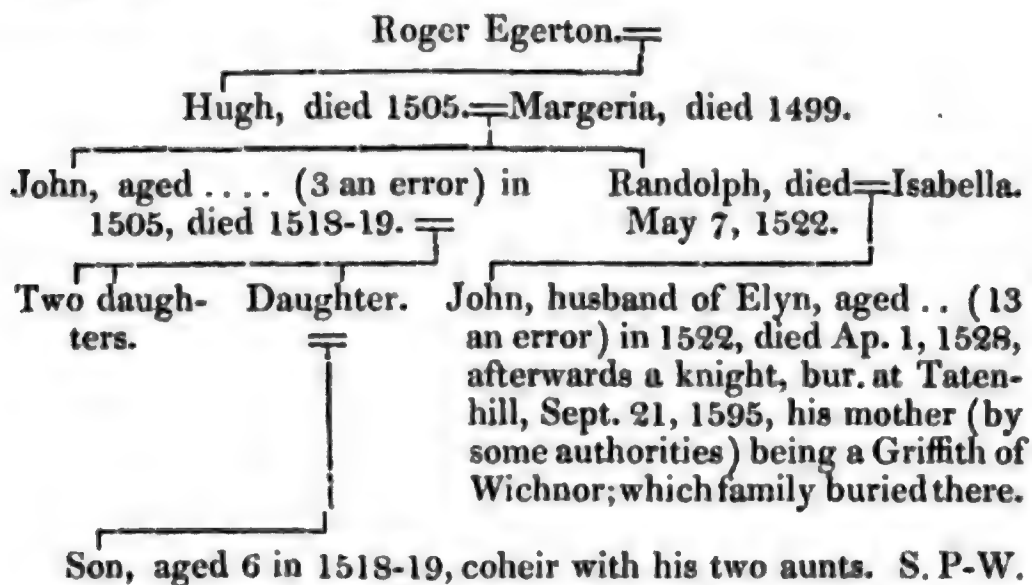 Roger Egerton.
Hugh, died 1505. Margeria, died 1499.
John, aged .... (3 an error) in
1505, died 1518-19.
Randolph, died Isabella.
May 7, 1522.
Two daugh-
ters.
Daughter.
John, husband of Elyn, aged .. (13
an error) in 1522, died Ap. 1, 1528,
afterwards a knight, bur. at Taten-
hill, Sept. 21, 1595, his mother (by
some authorities) being a Griffith of
Wichnor; which family buried there.
Son, aged 6 in 1518-19, coheir with his two aunts. S. P-W.